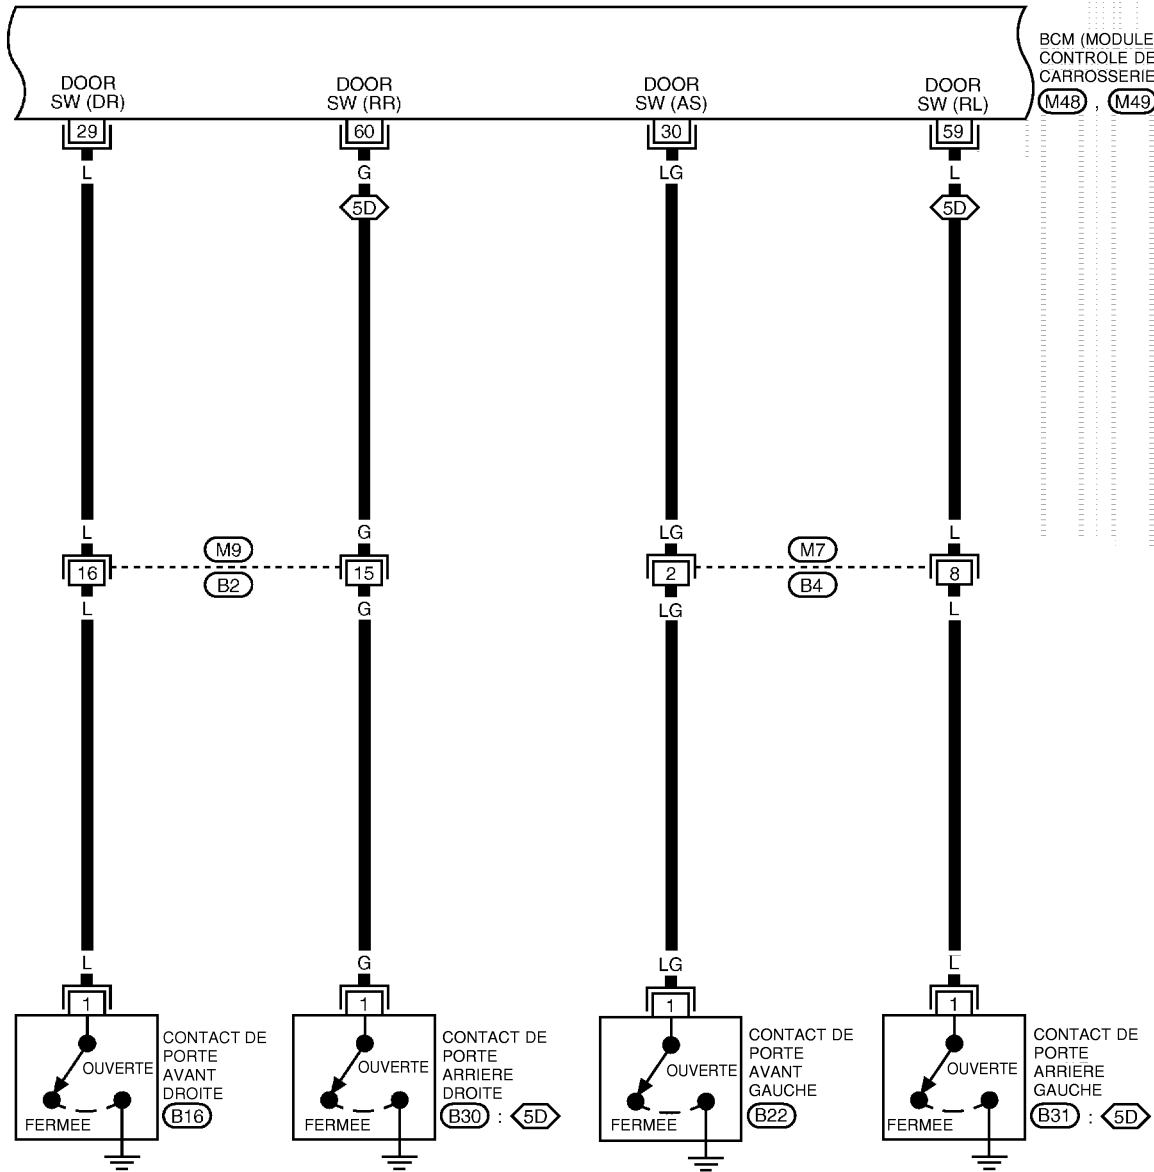 BCM (MODULE
CONTROLE DE
CARROSSERIE
M48 , M49
DOOR
SW (DR)
DOOR
SW (RR)
DOOR
SW (AS)
DOOR
SW (RL)
29 60 30 59
L G LG L
5D 5D
L G LG L
M9 M7
16 15 2 8
B2 B4
L G LG L
L G LG L
1 1 1 1
CONTACT DE
PORTE
AVANT
DROITE
B16
OUVERTE
FERMEE
CONTACT DE
PORTE
ARRIERE
DROITE
B30 : 5D
OUVERTE
FERMEE
CONTACT DE
PORTE
AVANT
GAUCHE
B22
OUVERTE
FERMEE
CONTACT DE
PORTE
ARRIERE
GAUCHE
B31 : 5D
OUVERTE
FERMEE